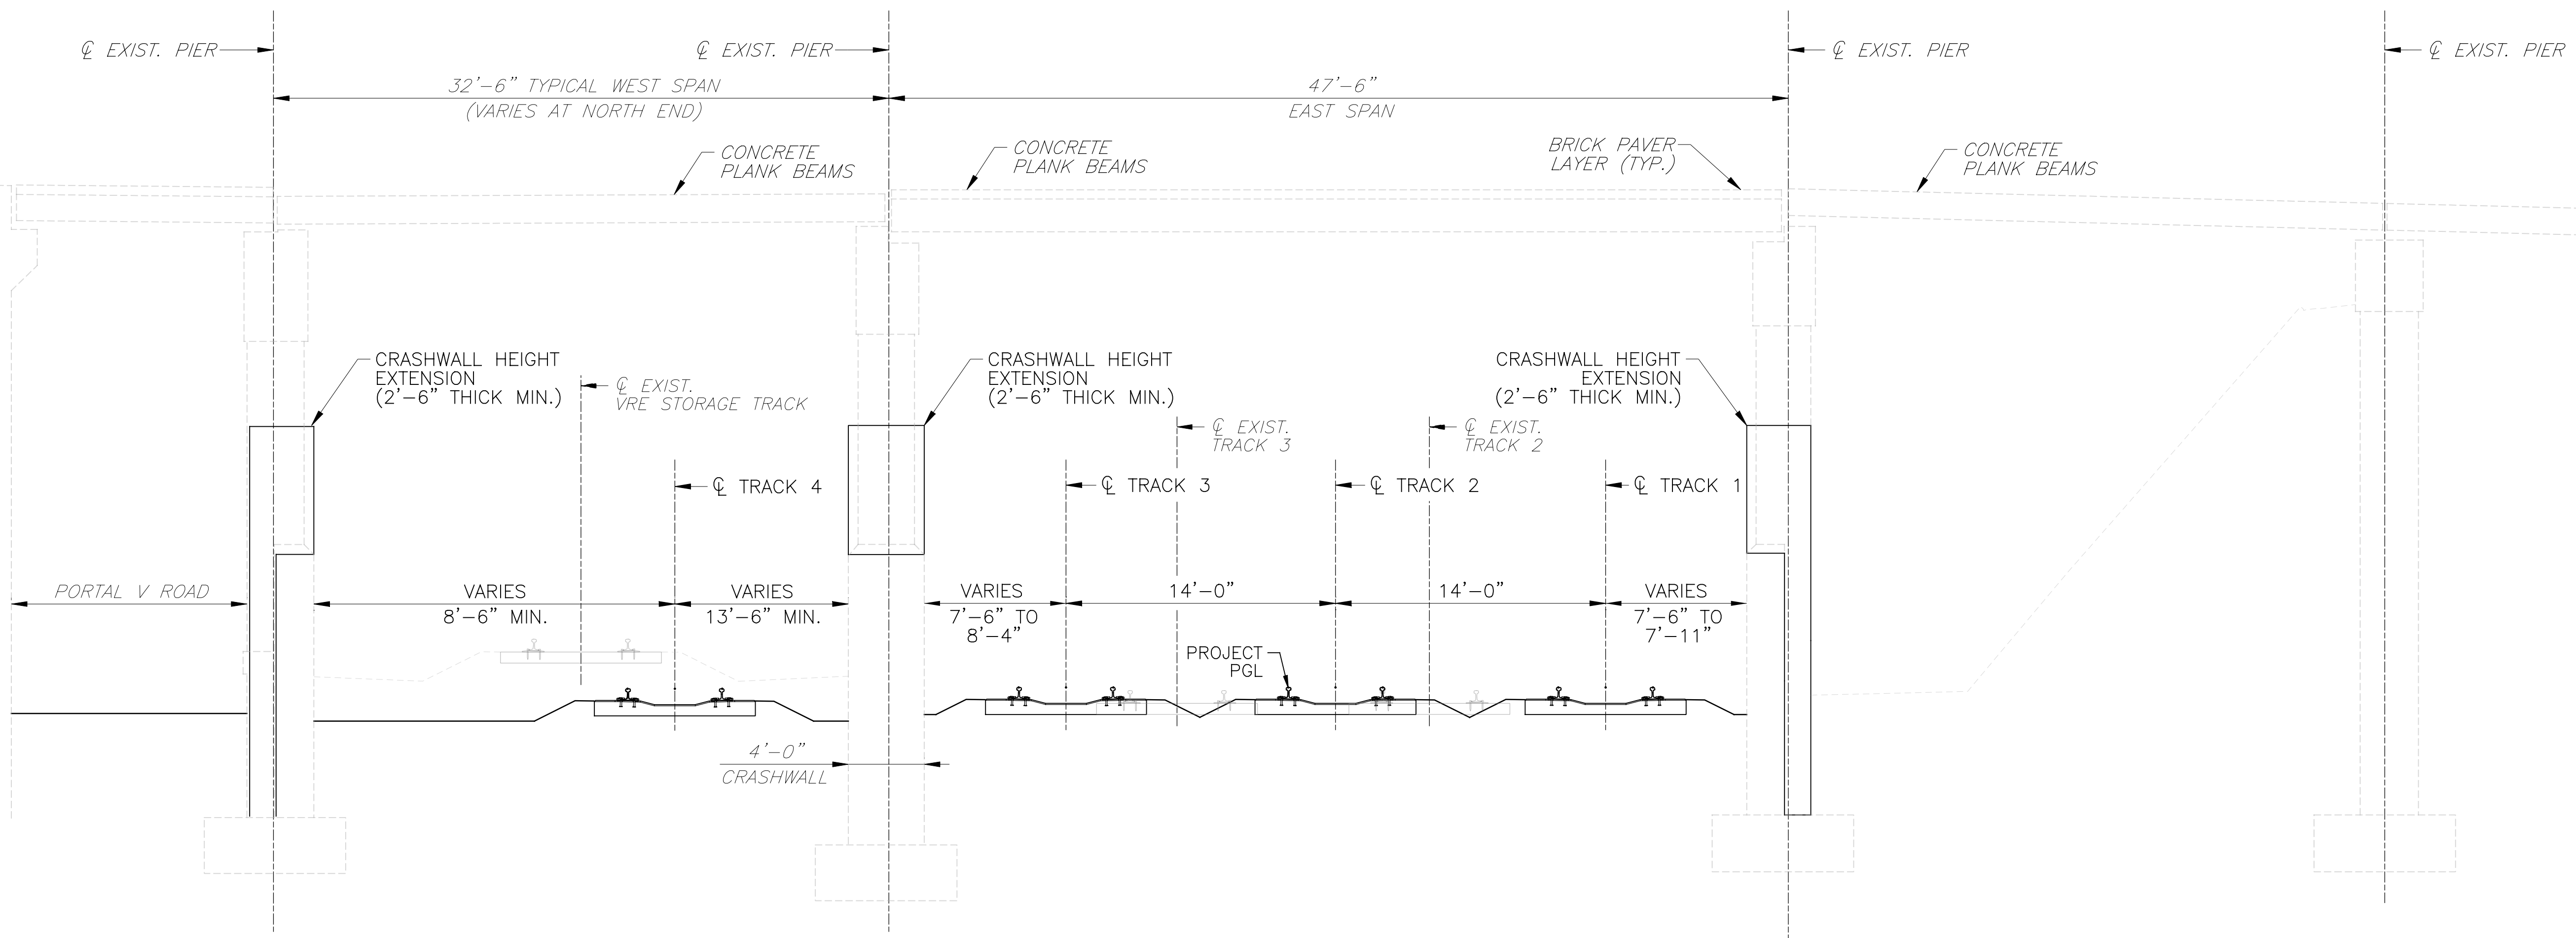 ℄ EXIST. PIER
℄ EXIST. PIER
℄ EXIST. PIER
℄ EXIST. PIER
32'-6" TYPICAL WEST SPAN
(VARIES AT NORTH END)
47'-6"
EAST SPAN
CONCRETE
PLANK BEAMS
CONCRETE
PLANK BEAMS
BRICK PAVER
LAYER (TYP.)
CONCRETE
PLANK BEAMS
CRASHWALL HEIGHT
EXTENSION
(2'-6" THICK MIN.)
℄ EXIST.
VRE STORAGE TRACK
CRASHWALL HEIGHT
EXTENSION
(2'-6" THICK MIN.)
CRASHWALL HEIGHT
EXTENSION
(2'-6" THICK MIN.)
℄ EXIST.
TRACK 3
℄ EXIST.
TRACK 2
℄ TRACK 4
℄ TRACK 3
℄ TRACK 2
℄ TRACK 1
PORTAL V ROAD
VARIES
8'-6" MIN.
VARIES
13'-6" MIN.
VARIES
7'-6" TO
8'-4"
14'-0"
14'-0"
VARIES
7'-6" TO
7'-11"
PROJECT
PGL
4'-0"
CRASHWALL